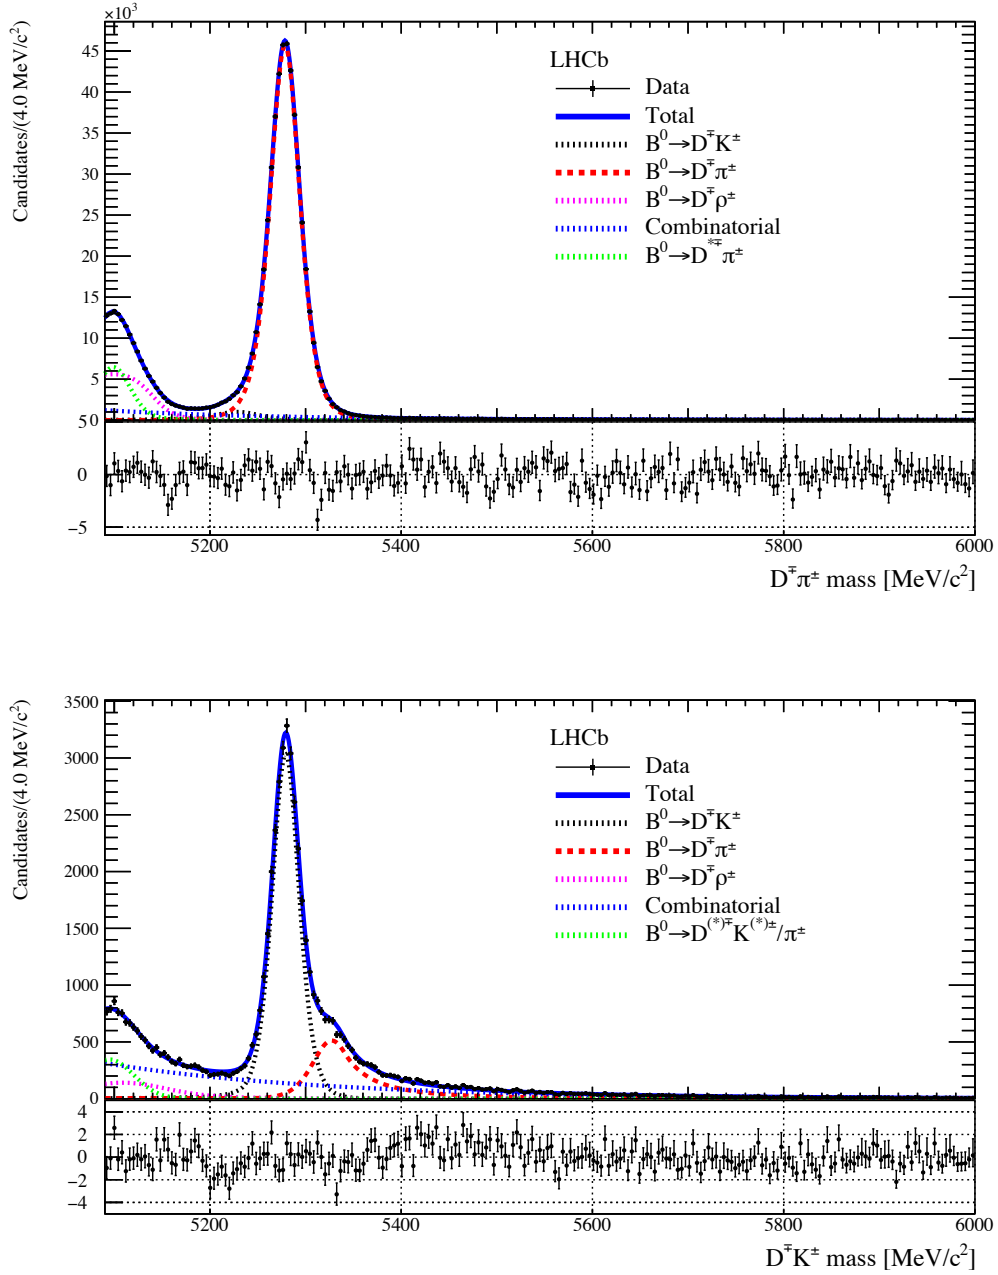 ×10³
Candidates/(4.0 MeV/c²)
45
40
35
30
25
20
15
10
5
50
0
−5
LHCb
Data
Total
B⁰→D∓K±
B⁰→D∓π±
B⁰→D∓ρ±
Combinatorial
B⁰→D*∓π±
5200 5400 5600 5800 6000
D∓π± mass [MeV/c²]
Candidates/(4.0 MeV/c²)
3500
3000
2500
2000
1500
1000
500
0
4
2
0
−2
−4
LHCb
Data
Total
B⁰→D∓K±
B⁰→D∓π±
B⁰→D∓ρ±
Combinatorial
B⁰→D(*)∓K(*)±/π±
5200 5400 5600 5800 6000
D∓K± mass [MeV/c²]